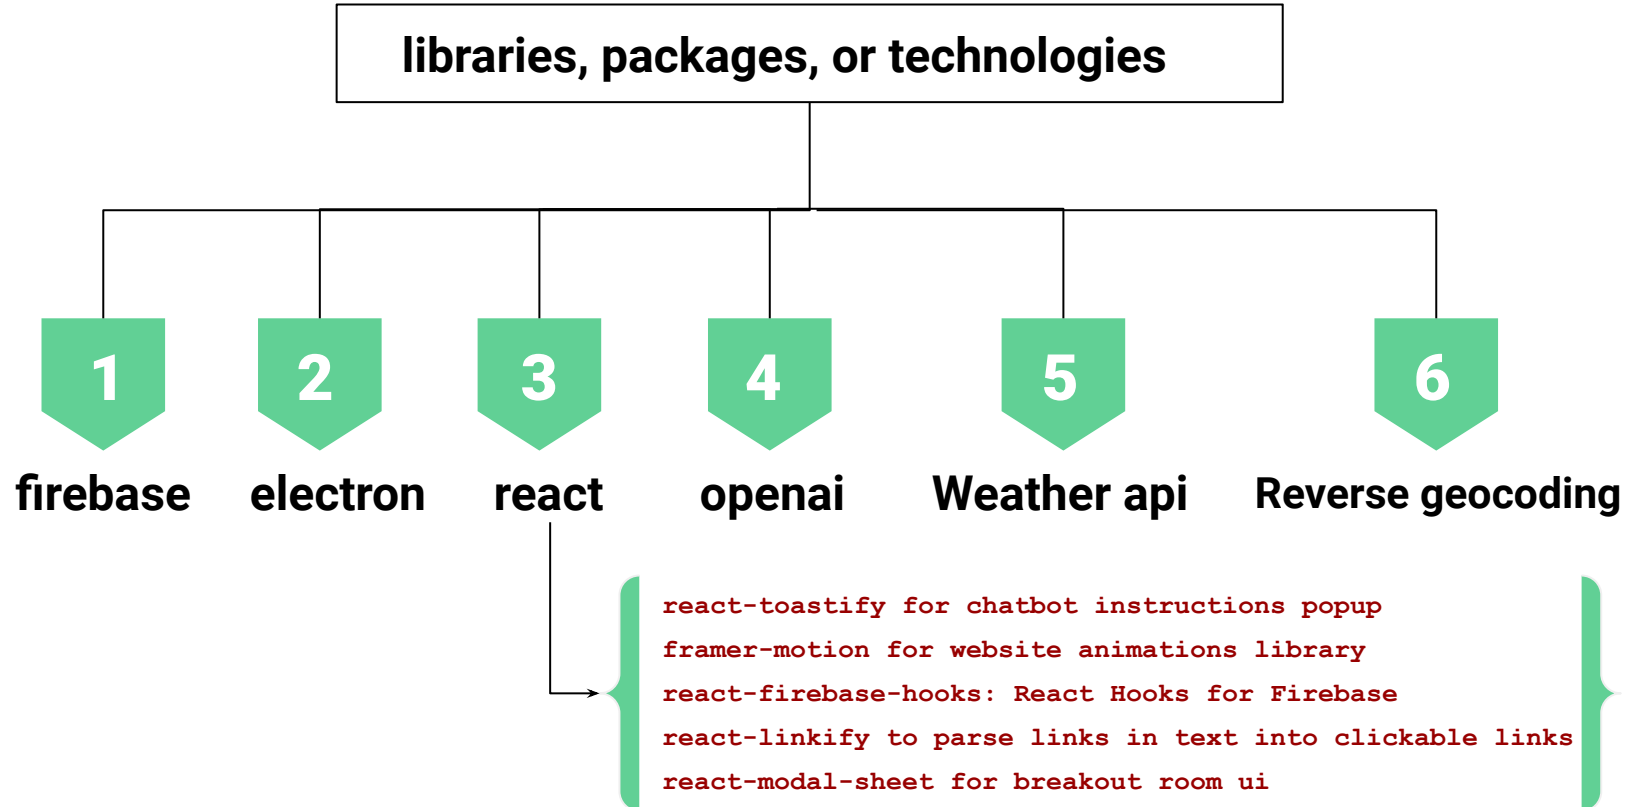 libraries, packages, or technologies
1 2 3 4 5 6
firebase electron react openai Weather api Reverse geocoding
react-toastify for chatbot instructions popup
framer-motion for website animations library
react-firebase-hooks: React Hooks for Firebase
react-linkify to parse links in text into clickable links
react-modal-sheet for breakout room ui